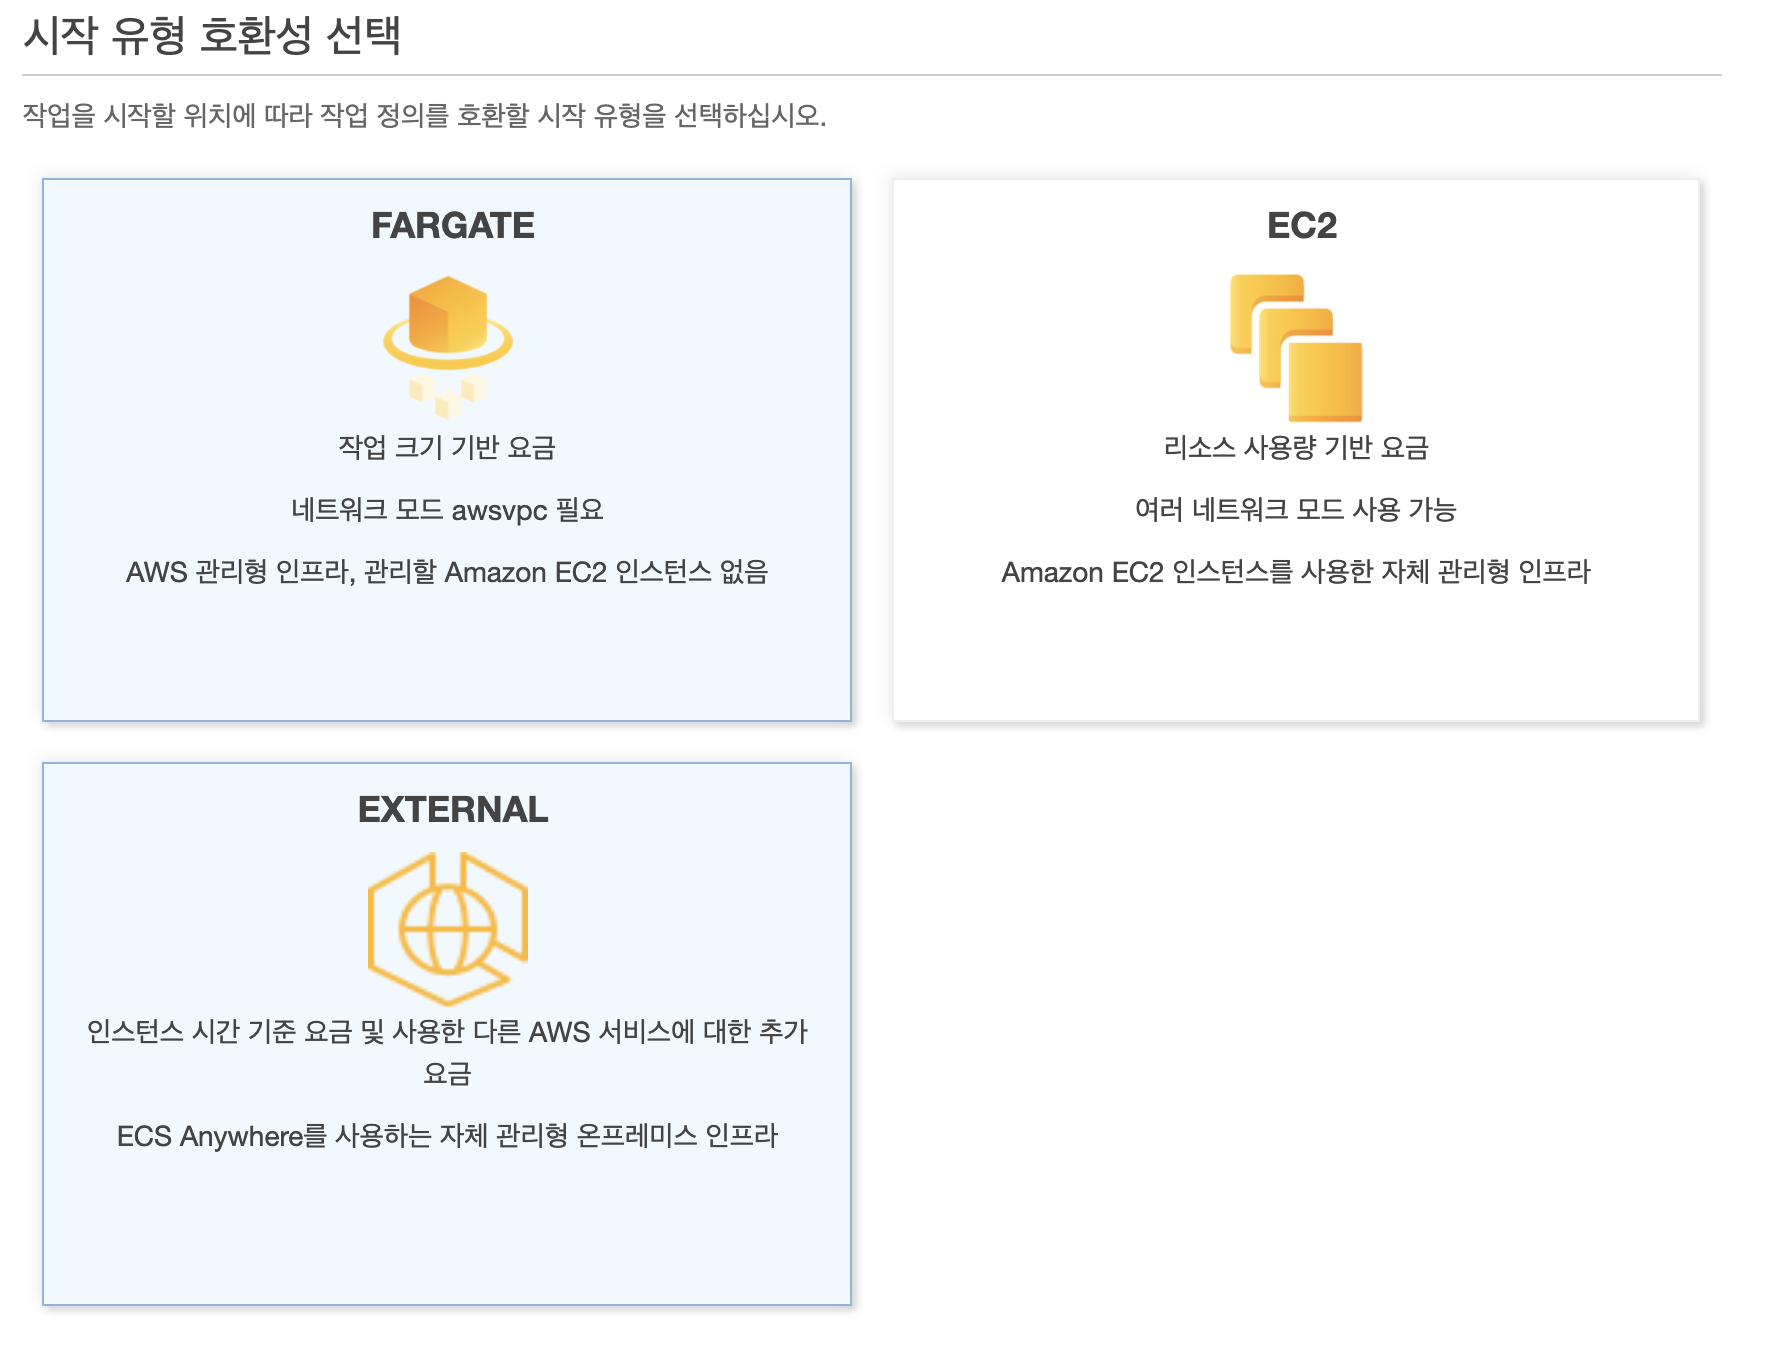 시작 유형 호환성 선택
작업을 시작할 위치에 따라 작업 정의를 호환할 시작 유형을 선택하십시오.
FARGATE
작업 크기 기반 요금
네트워크 모드 awsvpc 필요
AWS 관리형 인프라, 관리할 Amazon EC2 인스턴스 없음
EC2
리소스 사용량 기반 요금
여러 네트워크 모드 사용 가능
Amazon EC2 인스턴스를 사용한 자체 관리형 인프라
EXTERNAL
인스턴스 시간 기준 요금 및 사용한 다른 AWS 서비스에 대한 추가
요금
ECS Anywhere를 사용하는 자체 관리형 온프레미스 인프라